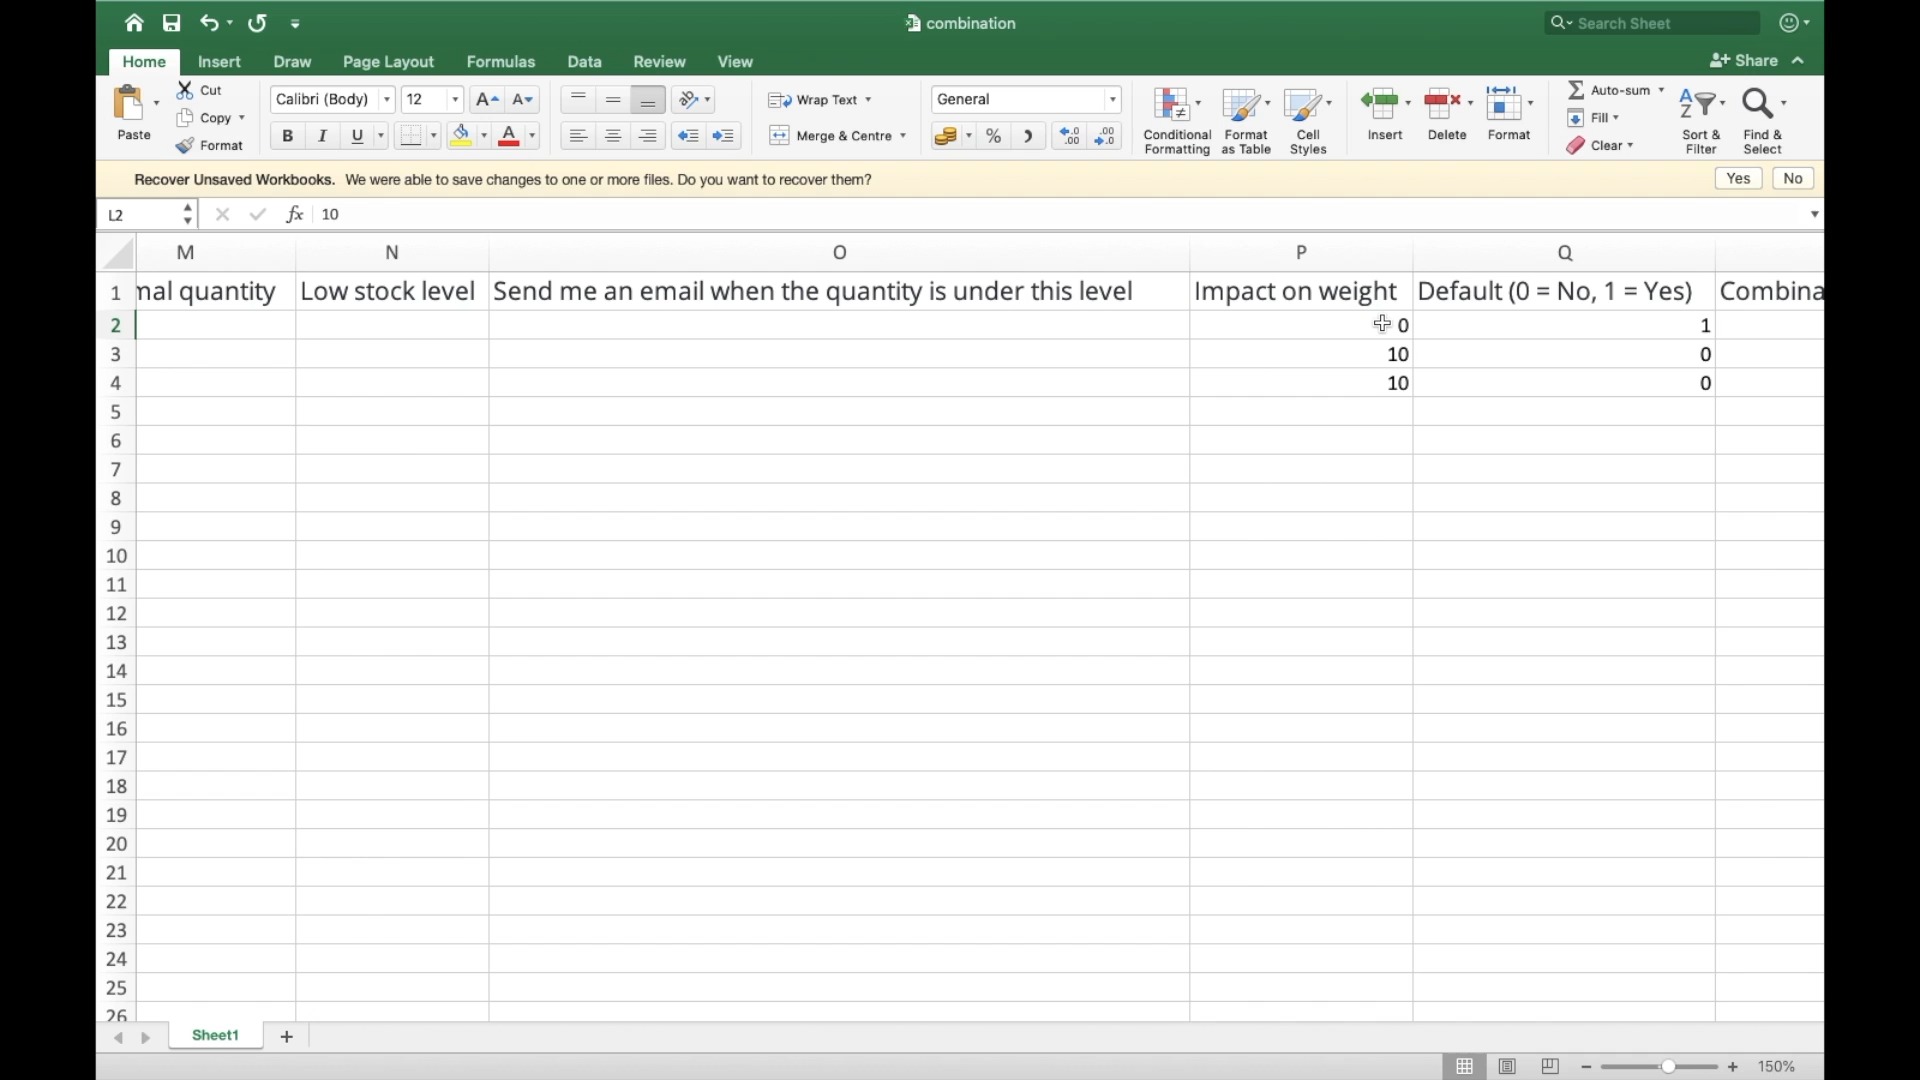 combination
Search Sheet
Home Insert Draw Page Layout Formulas Data Review View
Share
Paste
Cut
Copy
Format
Calibri (Body) 12 A A
B I U A
Wrap Text
Merge & Centre
General
%
Conditional Formatting
Format as Table
Cell Styles
Insert
Delete
Format
Auto-sum
Fill
Clear
Sort & Filter
Find & Select
Recover Unsaved Workbooks. We were able to save changes to one or more files. Do you want to recover them? Yes No
L2 fx 10
M N O P Q
1 mal quantity Low stock level Send me an email when the quantity is under this level Impact on weight Default (0 = No, 1 = Yes) Combina
2 0 1
3 10 0
4 10 0
5
6
7
8
9
10
11
12
13
14
15
16
17
18
19
20
21
22
23
24
25
26
Sheet1
150%